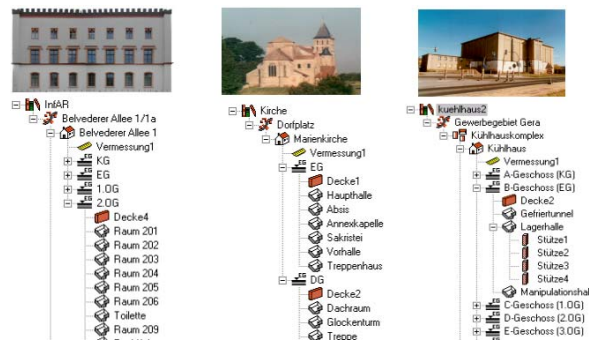 InfAR
Belvederer Allee 1/1a
Belvederer Allee 1
Vermessung1
KG
EG
1.OG
2.OG
Decke4
Raum 201
Raum 202
Raum 203
Raum 204
Raum 205
Raum 206
Toilette
Raum 209
Kirche
Dorfplatz
Marienkirche
Vermessung1
EG
Decke1
Haupthalle
Absis
Annexkapelle
Sakristei
Vorhalle
Treppenhaus
DG
Decke2
Dachraum
Glockenturm
Treppe
kuehlhaus2
Gewerbegebiet Gera
Kühlhauskomplex
Kühlhaus
Vermessung1
A-Geschoss (KG)
B-Geschoss (EG)
Decke2
Gefriertunnel
Lagerhalle
Stütze1
Stütze2
Stütze3
Stütze4
Manipulationshal
C-Geschoss (1.OG)
D-Geschoss (2.OG)
E-Geschoss (3.OG)